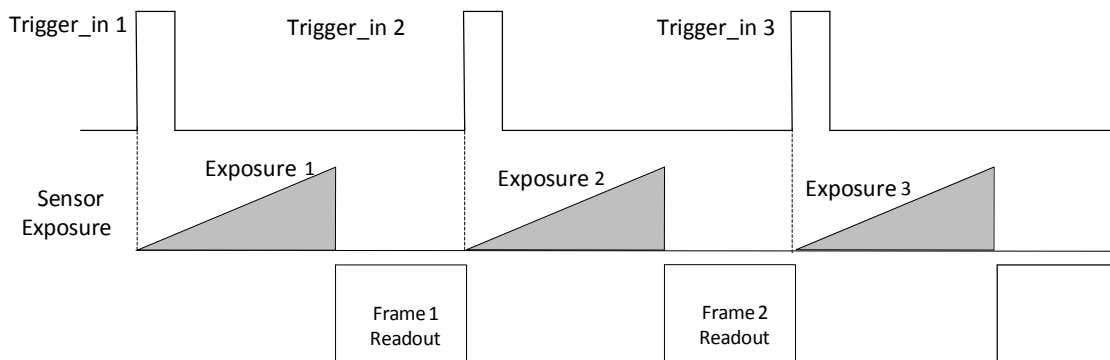 Trigger_in 1
Trigger_in 2
Trigger_in 3
Exposure 1
Exposure 2
Exposure 3
Sensor
Exposure
Frame 1
Readout
Frame 2
Readout